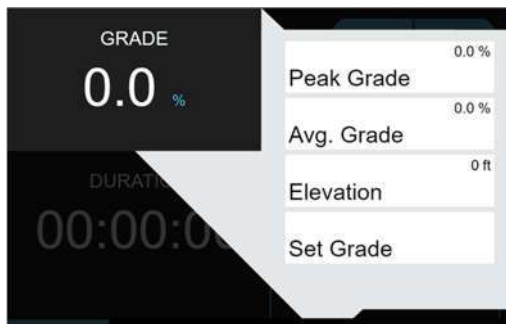 GRADE
0.0 %
0.0 %
Peak Grade
0.0 %
Avg. Grade
0 ft
Elevation
Set Grade